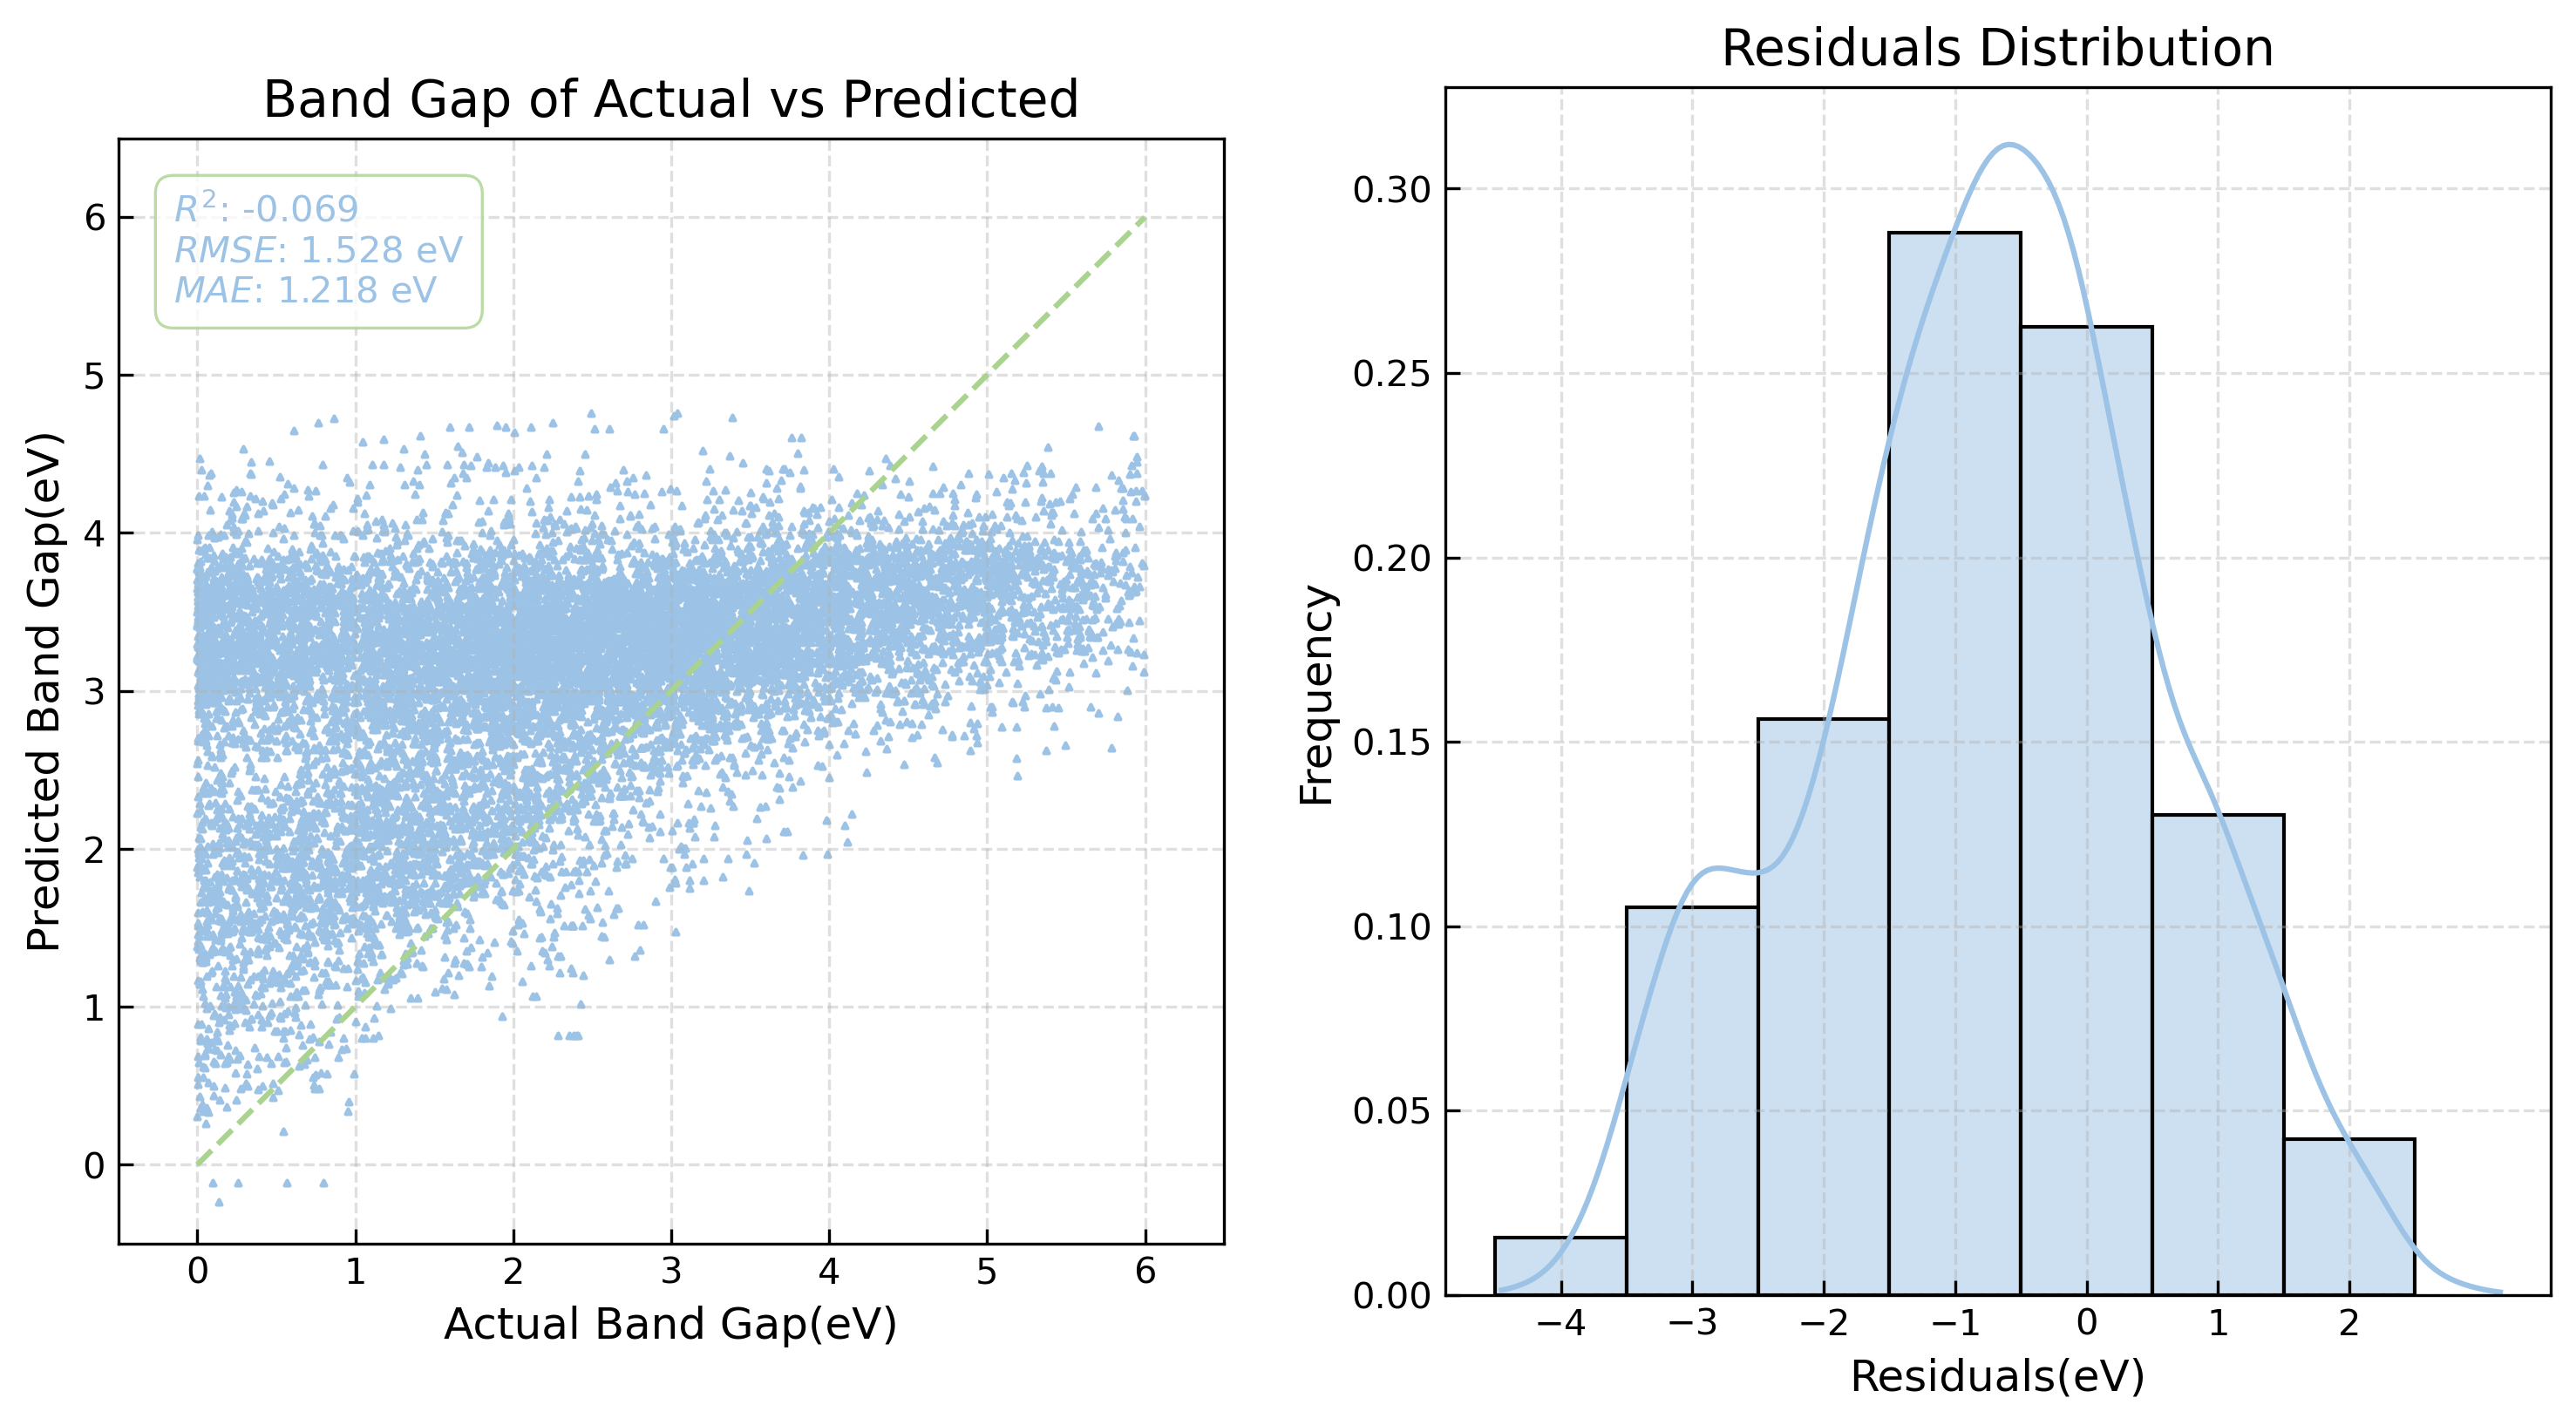 Band Gap of Actual vs Predicted
R²: -0.069
RMSE: 1.528 eV
MAE: 1.218 eV
Predicted Band Gap(eV)
6
5
4
3
2
1
0
0 1 2 3 4 5 6
Actual Band Gap(eV)
Residuals Distribution
Frequency
0.30
0.25
0.20
0.15
0.10
0.05
0.00
−4 −3 −2 −1 0 1 2
Residuals(eV)